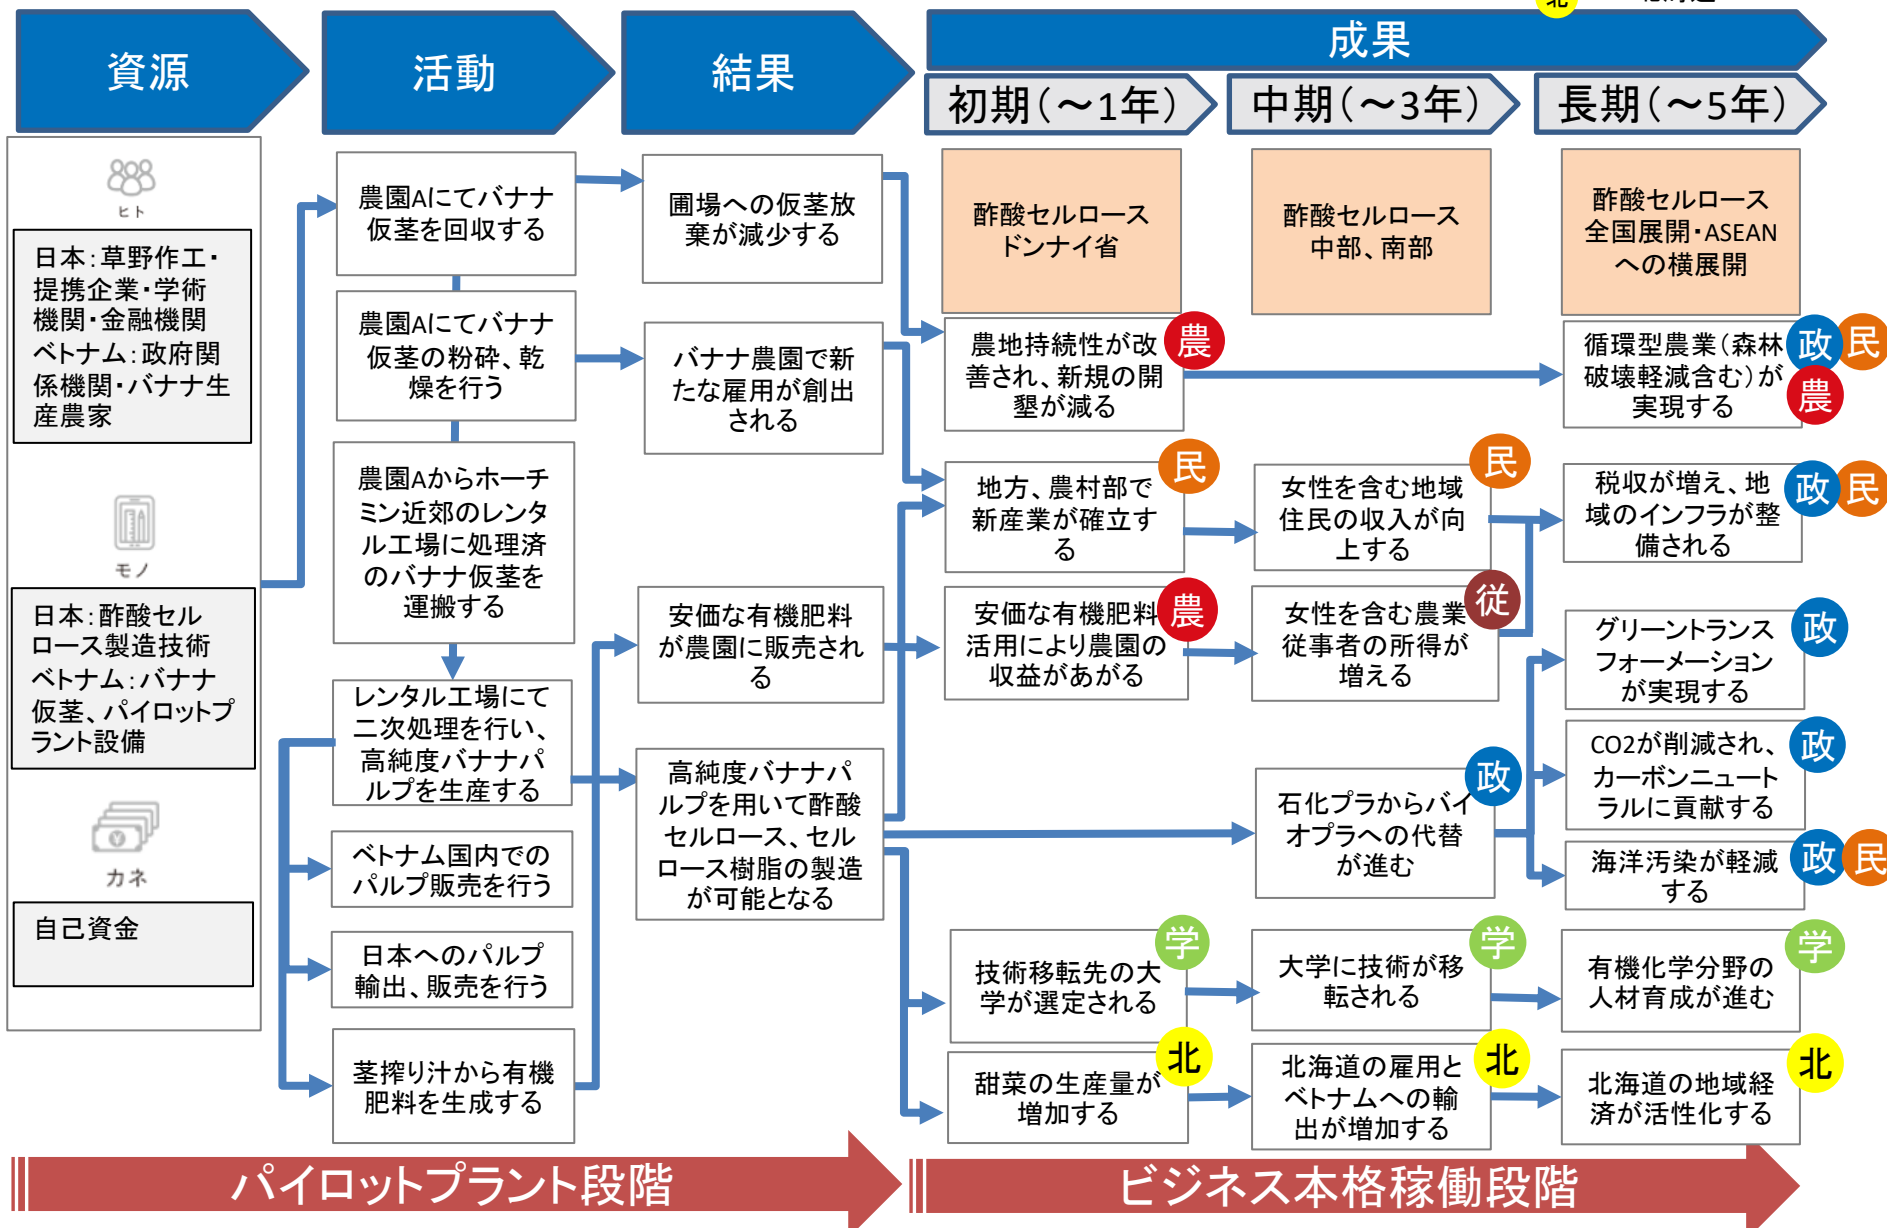 北
資源
活動
結果
成果
初期（～1年）
中期（～3年）
長期（～5年）
ヒト
日本：草野作工・
提携企業・学術
機関・金融機関
ベトナム：政府関
係機関・バナナ生
産農家
モノ
日本：酢酸セル
ロース製造技術
ベトナム：バナナ
仮茎、パイロットプ
ラント設備
カネ
自己資金
農園Aにてバナナ
仮茎を回収する
農園Aにてバナナ
仮茎の粉砕、乾
燥を行う
農園Aからホーチ
ミン近郊のレンタ
ル工場に処理済
のバナナ仮茎を
運搬する
レンタル工場にて
二次処理を行い、
高純度バナナパ
ルプを生産する
ベトナム国内での
パルプ販売を行う
日本へのパルプ
輸出、販売を行う
茎搾り汁から有機
肥料を生成する
圃場への仮茎放
棄が減少する
バナナ農園で新
たな雇用が創出
される
安価な有機肥料
が農園に販売され
る
高純度バナナパ
ルプを用いて酢酸
セルロース、セル
ロース樹脂の製造
が可能となる
酢酸セルロース
ドンナイ省
農地持続性が改
善され、新規の開
墾が減る
農
地方、農村部で
新産業が確立す
る
民
安価な有機肥料
活用により農園の
収益があがる
農
技術移転先の大
学が選定される
学
甜菜の生産量が
増加する
北
酢酸セルロース
中部、南部
女性を含む地域
住民の収入が向
上する
民
女性を含む農業
従事者の所得が
増える
従
石化プラからバイ
オプラへの代替
が進む
政
大学に技術が移
転される
学
北海道の雇用と
ベトナムへの輸
出が増加する
北
酢酸セルロース
全国展開・ASEAN
への横展開
循環型農業（森林
破壊軽減含む）が
実現する
政
民
農
税収が増え、地
域のインフラが整
備される
政
民
グリーントランス
フォーメーション
が実現する
政
CO2が削減され、
カーボンニュート
ラルに貢献する
政
海洋汚染が軽減
する
政
民
有機化学分野の
人材育成が進む
学
北海道の地域経
済が活性化する
北
パイロットプラント段階
ビジネス本格稼働段階